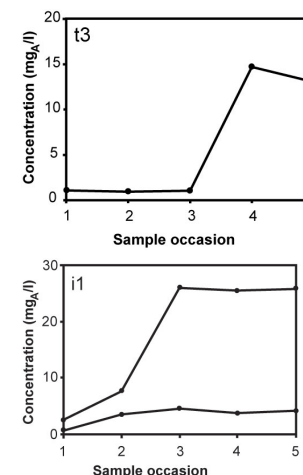 t3
Concentration (mgA/l)
20
15
10
5
0
1 2 3 4
Sample occasion
i1
Concentration (mgA/l)
30
20
10
0
1 2 3 4 5
Sample occasion